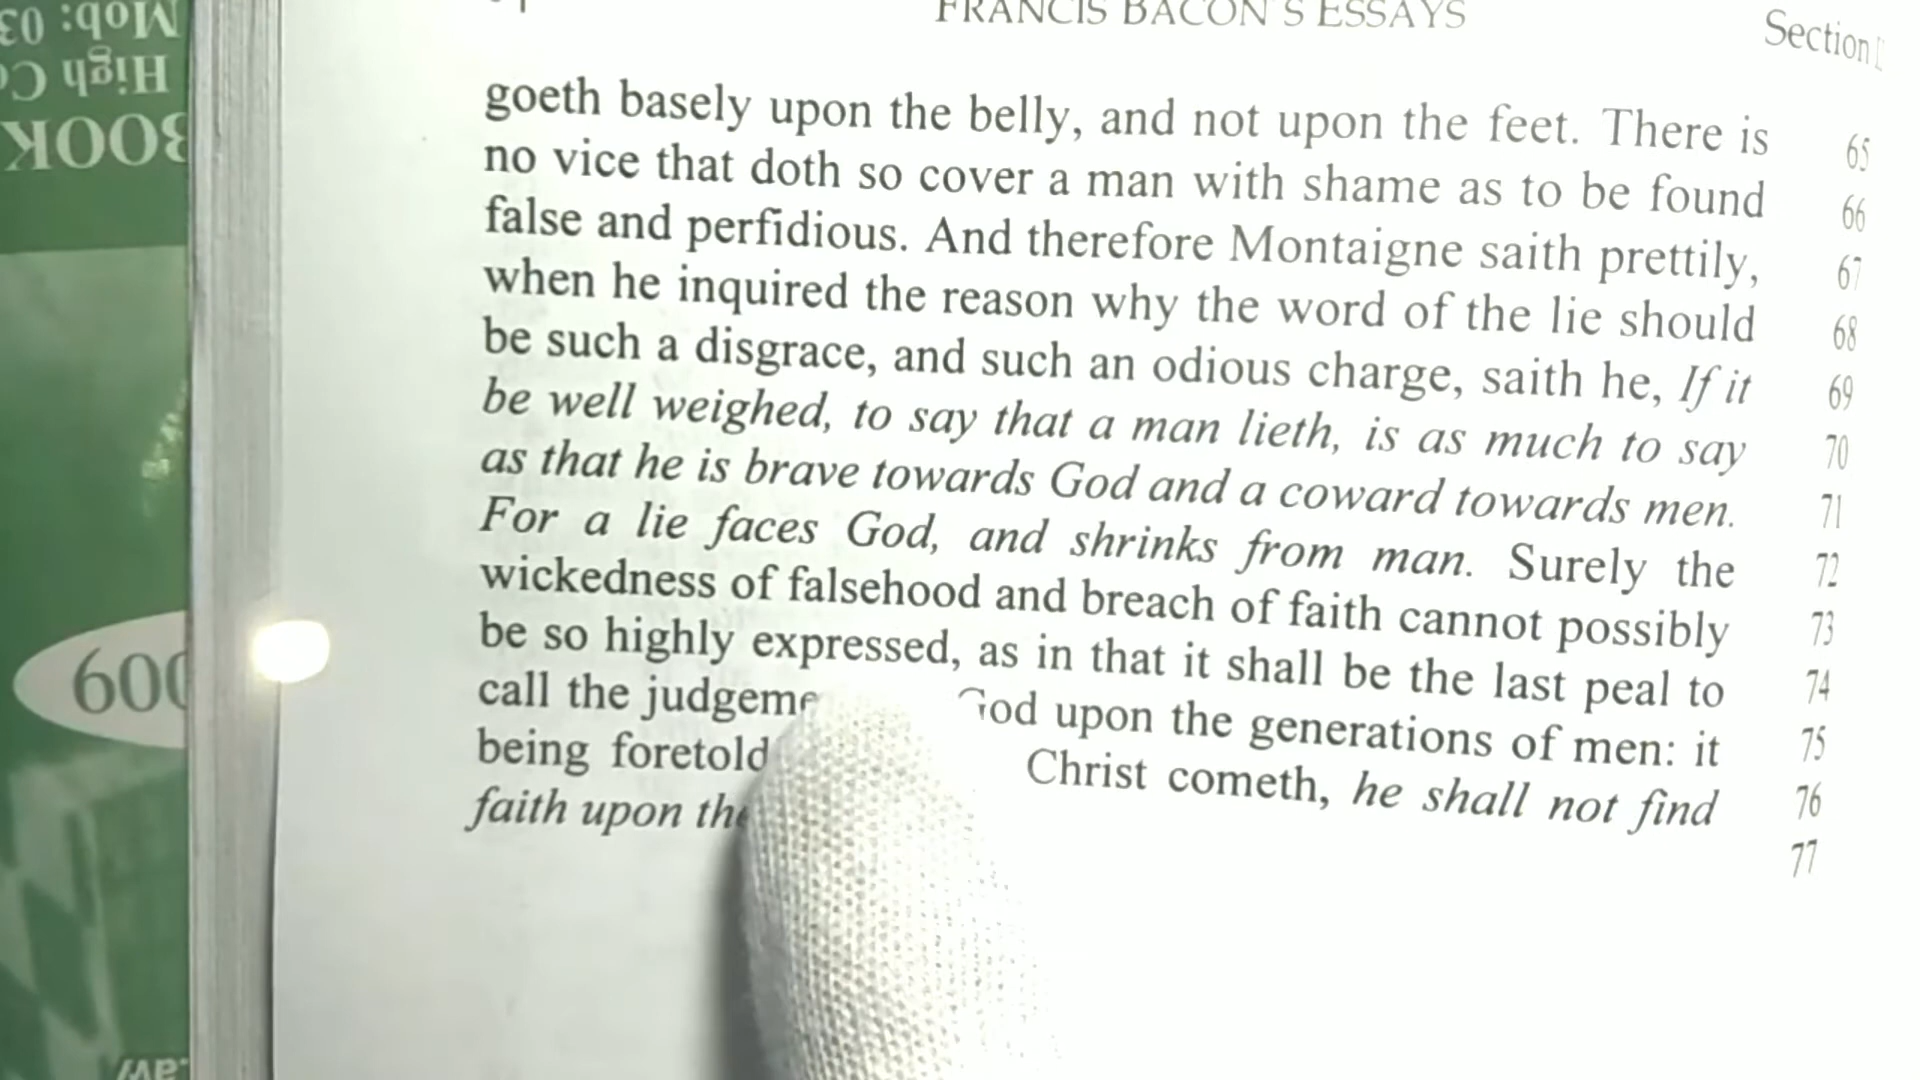 FRANCIS BACON'S ESSAYS
Section
goeth basely upon the belly, and not upon the feet. There is 65
no vice that doth so cover a man with shame as to be found 66
false and perfidious. And therefore Montaigne saith prettily, 67
when he inquired the reason why the word of the lie should 68
be such a disgrace, and such an odious charge, saith he, If it 69
be well weighed, to say that a man lieth, is as much to say 70
as that he is brave towards God and a coward towards men. 71
For a lie faces God, and shrinks from man. Surely the 72
wickedness of falsehood and breach of faith cannot possibly 73
be so highly expressed, as in that it shall be the last peal to 74
call the God upon the generations of men: it 75
being foretold Christ cometh, he shall not find 76
faith upon 77
Mob: 03
High
600